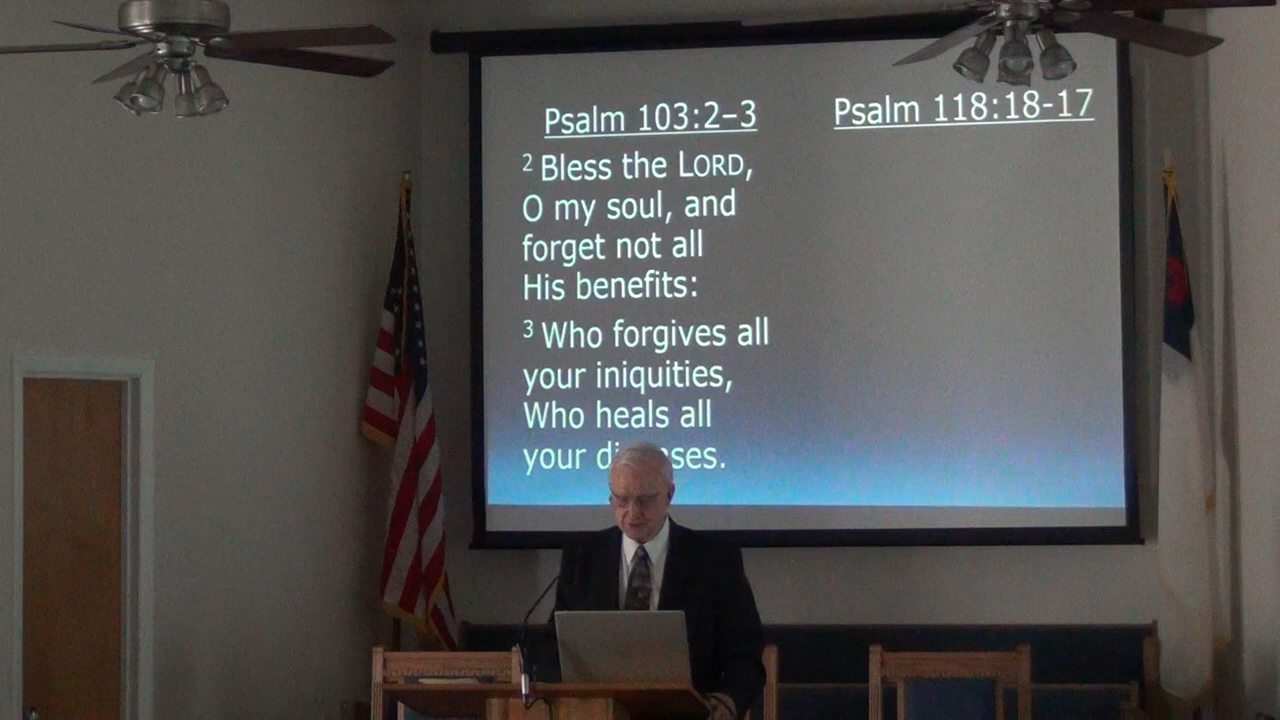 Psalm 103:2–3
Psalm 118:18-17
2 Bless the LORD,
O my soul, and
forget not all
His benefits:
3 Who forgives all
your iniquities,
Who heals all
your